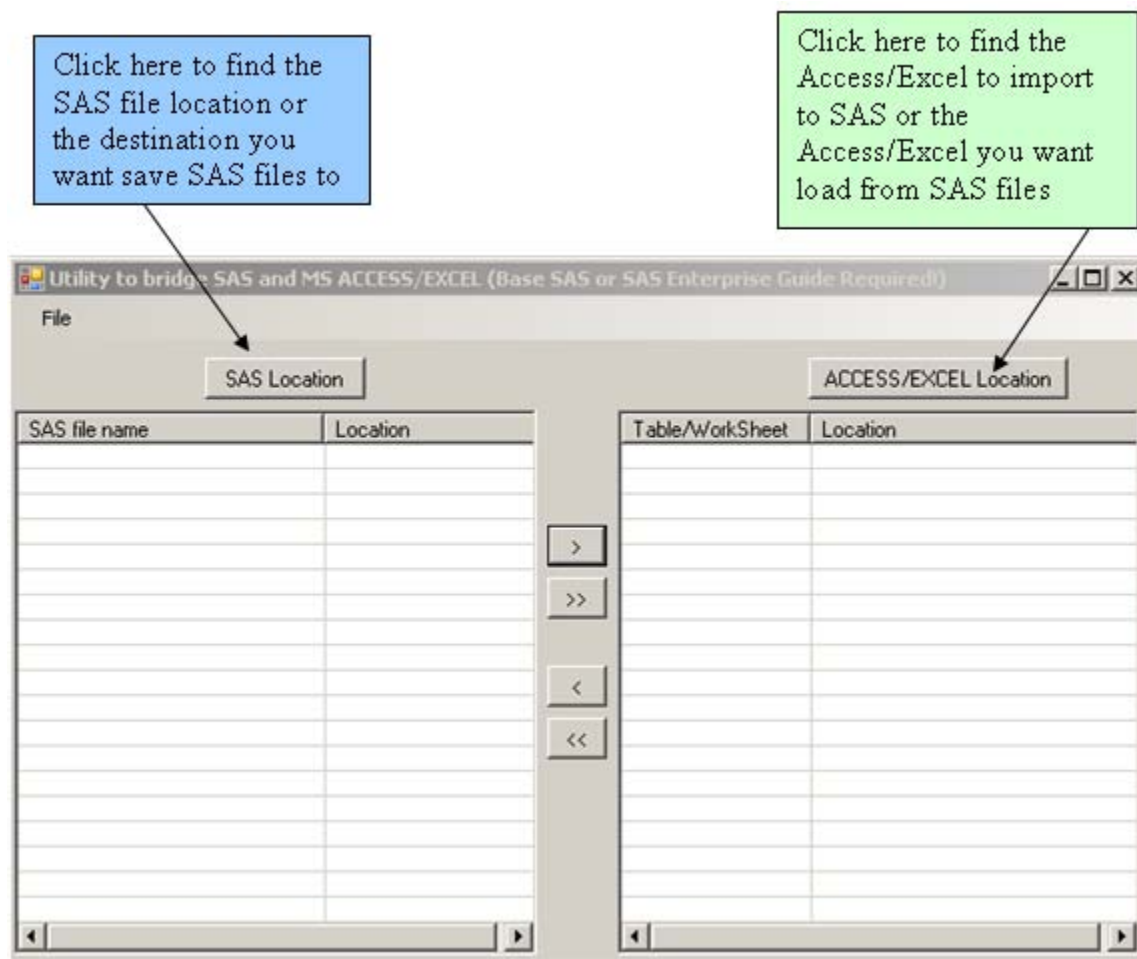 Click here to find the
SAS file location or
the destination you
want save SAS files to
Click here to find the
Access/Excel to import
to SAS or the
Access/Excel you want
load from SAS files
Utility to bridge SAS and MS ACCESS/EXCEL (Base SAS or SAS Enterprise Guide Required!)
File
SAS Location
ACCESS/EXCEL Location
SAS file name Location
Table/WorkSheet Location
>
>>
<
<<